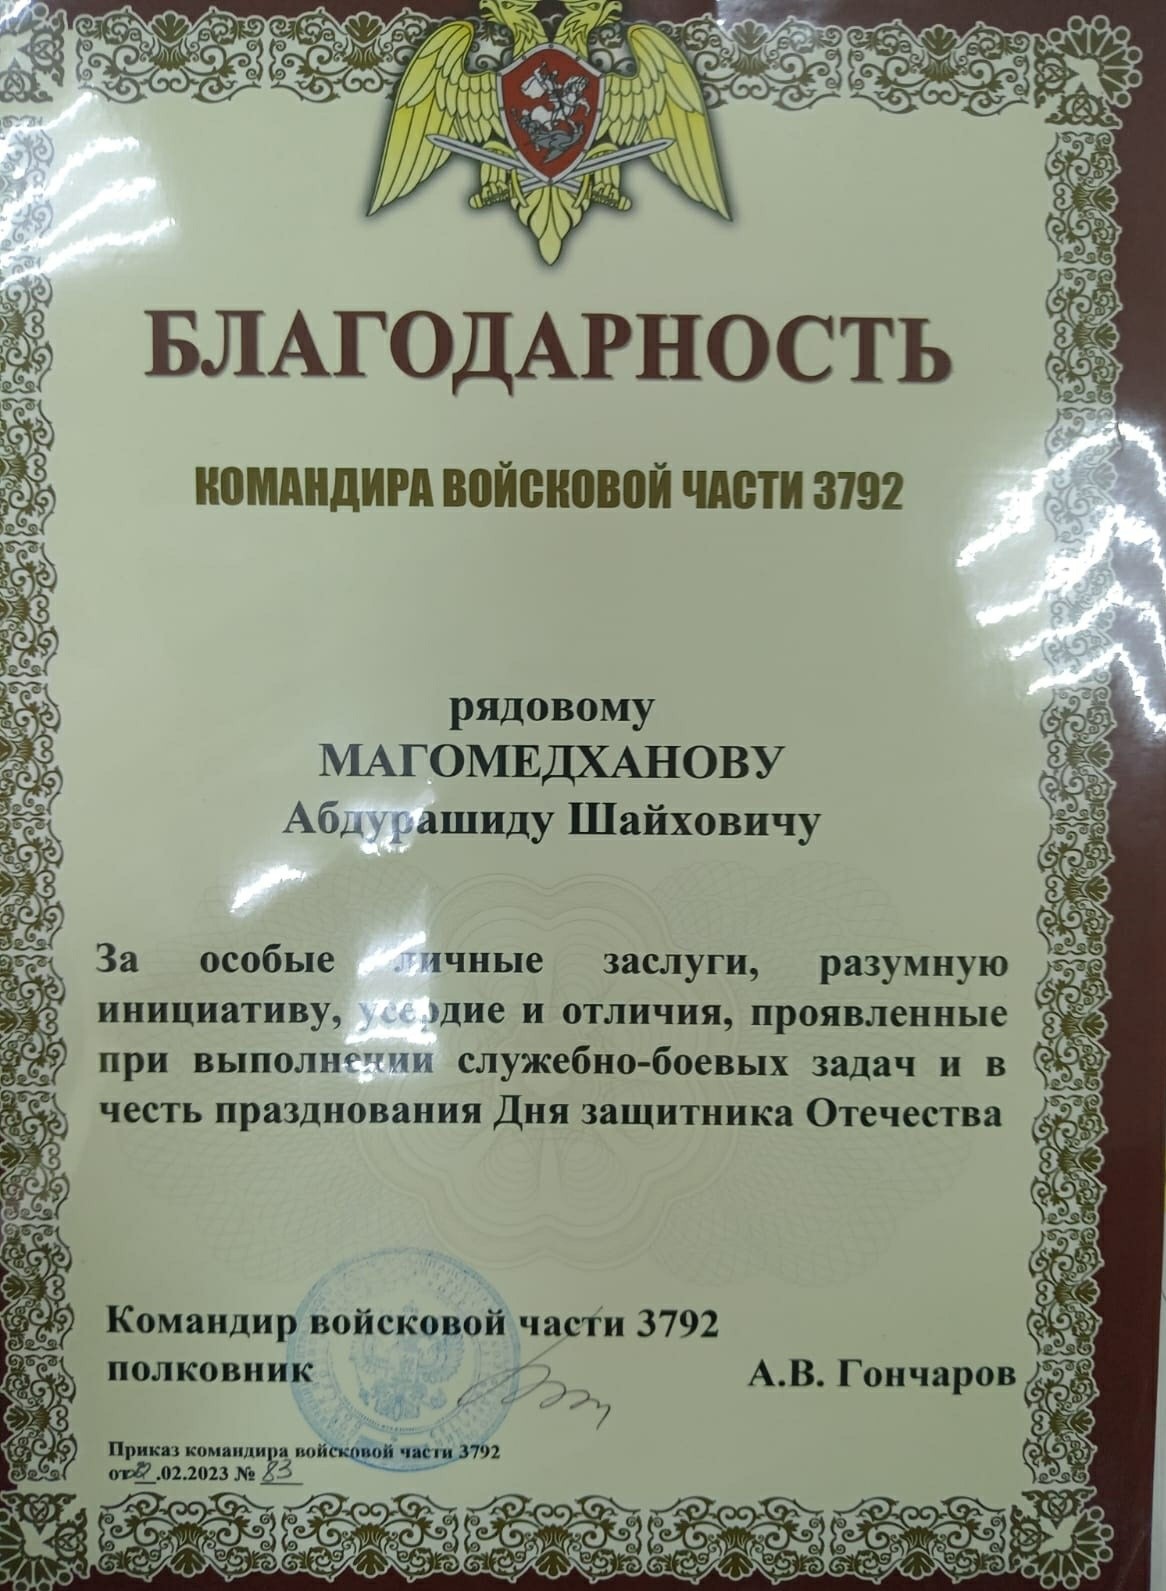 БЛАГОДАРНОСТЬ
КОМАНДИРА ВОЙСКОВОЙ ЧАСТИ 3792
рядовому
МАГОМЕДХАНОВУ
Абдурашиду Шайховичу
За особые личные заслуги, разумную
инициативу, усердие и отличия, проявленные
при выполнении служебно-боевых задач и в
честь празднования Дня защитника Отечества
Командир войсковой части 3792
полковник А.В. Гончаров
Приказ командира войсковой части 3792
от .02.2023 № 83